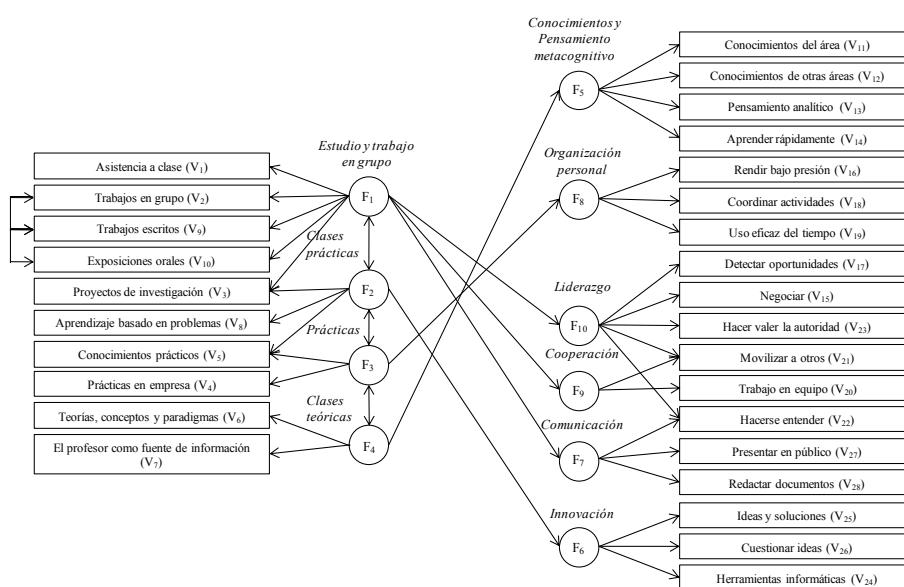 Conocimientos y
Pensamiento
metacognitivo
F5
Conocimientos del área (V11)
Conocimientos de otras áreas (V12)
Pensamiento analítico (V13)
Aprender rápidamente (V14)
Estudio y trabajo
en grupo
F1
Asistencia a clase (V1)
Trabajos en grupo (V2)
Trabajos escritos (V9)
Exposiciones orales (V10)
Proyectos de investigación (V3)
Aprendizaje basado en problemas (V8)
Conocimientos prácticos (V5)
Prácticas en empresa (V4)
Teorías, conceptos y paradigmas (V6)
El profesor como fuente de información
(V7)
Clases
prácticas
F2
Prácticas
F3
Clases
teóricas
F4
Organización
personal
F8
Rendir bajo presión (V16)
Coordinar actividades (V18)
Uso eficaz del tiempo (V19)
Liderazgo
F10
Detectar oportunidades (V17)
Negociar (V15)
Hacer valer la autoridad (V23)
Movilizar a otros (V21)
Cooperación
F9
Trabajo en equipo (V20)
Hacerse entender (V22)
Comunicación
F7
Presentar en público (V27)
Redactar documentos (V28)
Innovación
F6
Ideas y soluciones (V25)
Cuestionar ideas (V26)
Herramientas informáticas (V24)